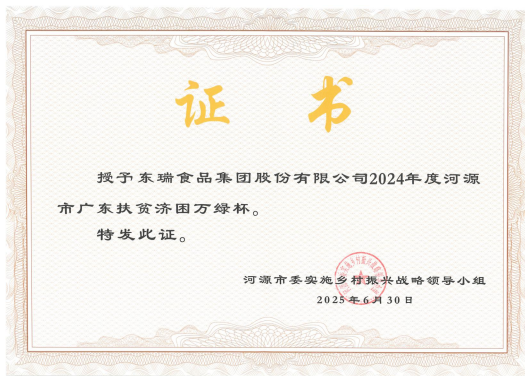 证 书
授予东瑞食品集团股份有限公司2024年度河源
市广东扶贫济困万绿杯。
特发此证。
河源市委实施乡村振兴战略领导小组
2025年6月30日